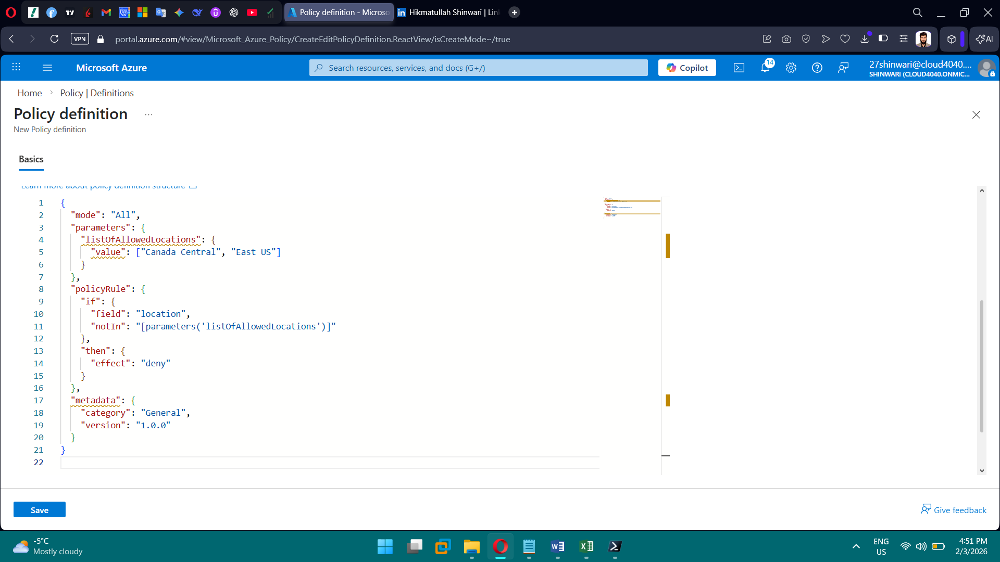 Policy definition - Microso
Hikmatullah Shinwari | Lin
VPN
portal.azure.com/#view/Microsoft_Azure_Policy/CreateEditPolicyDefinition.ReactView/isCreateMode~/true
AI
Microsoft Azure
Search resources, services, and docs (G+/)
Copilot
14
27shinwari@cloud4040....
SHINWARI (CLOUD4040.ONMIC...
Home > Policy | Definitions
Policy definition ...
New Policy definition
Basics
Learn more about policy definition structure
1 {
2 "mode": "All",
3 "parameters": {
4 "listOfAllowedLocations": {
5 "value": ["Canada Central", "East US"]
6 }
7 },
8 "policyRule": {
9 "if": {
10 "field": "location",
11 "notIn": "[parameters('listOfAllowedLocations')]"
12 },
13 "then": {
14 "effect": "deny"
15 }
16 },
17 "metadata": {
18 "category": "General",
19 "version": "1.0.0"
20 }
21 }
22
Save
Give feedback
-5°C
Mostly cloudy
ENG
US
4:51 PM
2/3/2026